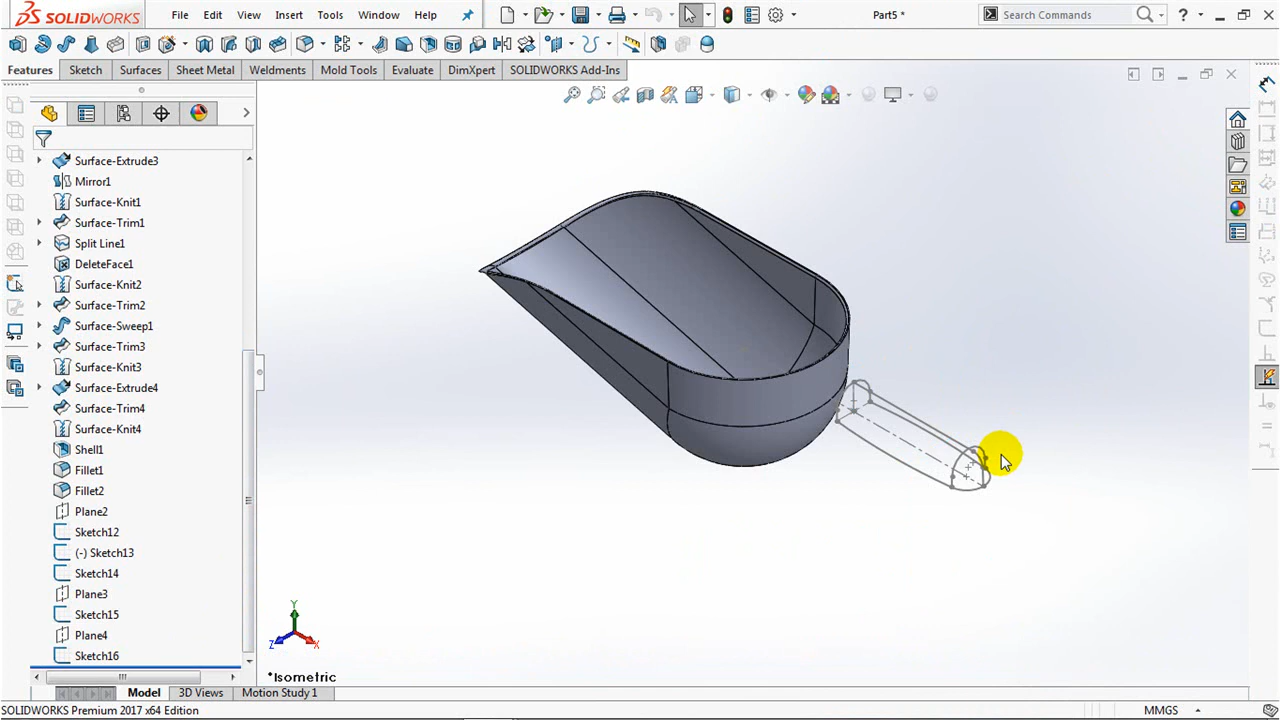 SOLIDWORKS File Edit View Insert Tools Window Help Part5 * Search Commands ?
Features Sketch Surfaces Sheet Metal Weldments Mold Tools Evaluate DimXpert SOLIDWORKS Add-Ins
Surface-Extrude3
Mirror1
Surface-Knit1
Surface-Trim1
Split Line1
DeleteFace1
Surface-Knit2
Surface-Trim2
Surface-Sweep1
Surface-Trim3
Surface-Knit3
Surface-Extrude4
Surface-Trim4
Surface-Knit4
Shell1
Fillet1
Fillet2
Plane2
Sketch12
(-) Sketch13
Sketch14
Plane3
Sketch15
Plane4
Sketch16
Y
Z X
*Isometric
Model 3D Views Motion Study 1
SOLIDWORKS Premium 2017 x64 Edition MMGS